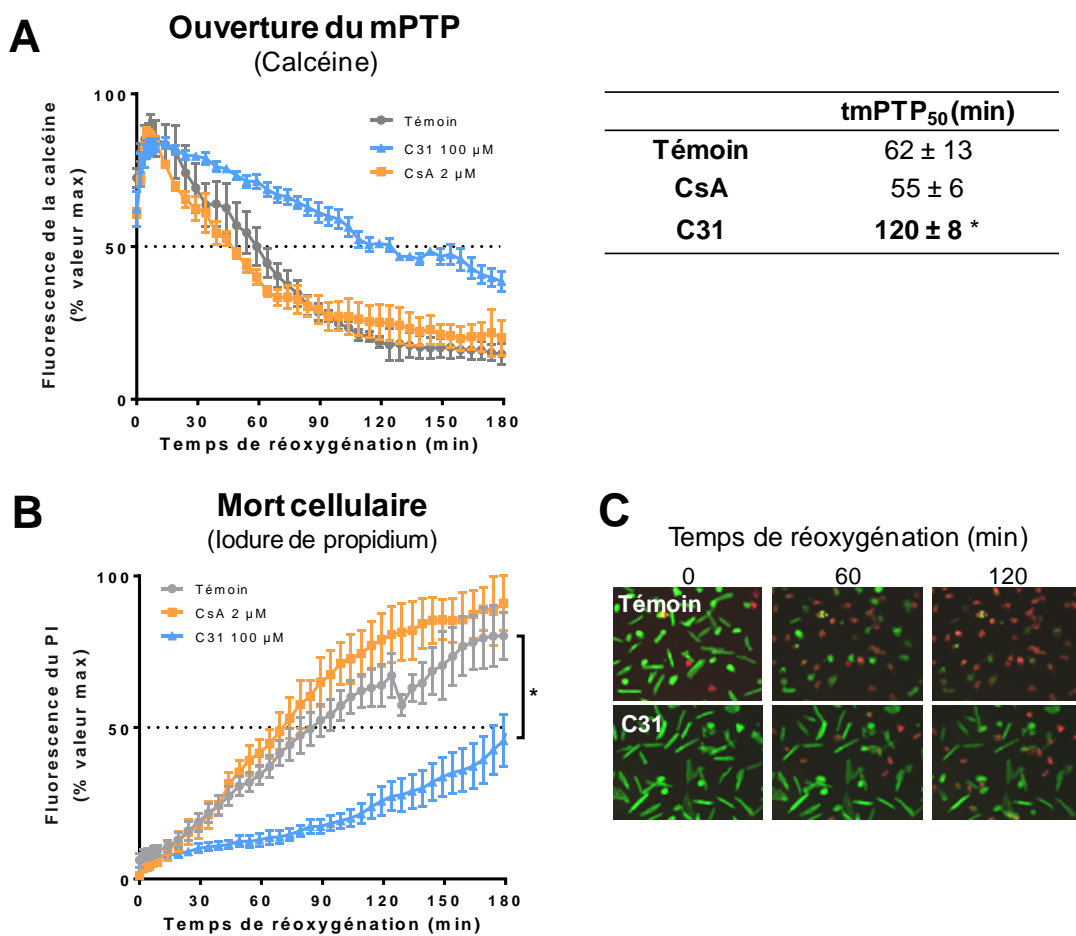 A
Ouverture du mPTP
(Calcéine)
Fluorescence de la calcéine
(% valeur max)
100
50
0
Témoin
C31 100 µM
CsA 2 µM
0 30 60 90 120 150 180
Temps de réoxygénation (min)
tmPTP50 (min)
Témoin 62 ± 13
CsA 55 ± 6
C31 120 ± 8 *
B
Mort cellulaire
(Iodure de propidium)
Fluorescence du PI
(% valeur max)
100
50
0
Témoin
CsA 2 µM
C31 100 µM
*
0 30 60 90 120 150 180
Temps de réoxygénation (min)
C
Temps de réoxygénation (min)
0 60 120
Témoin
C31